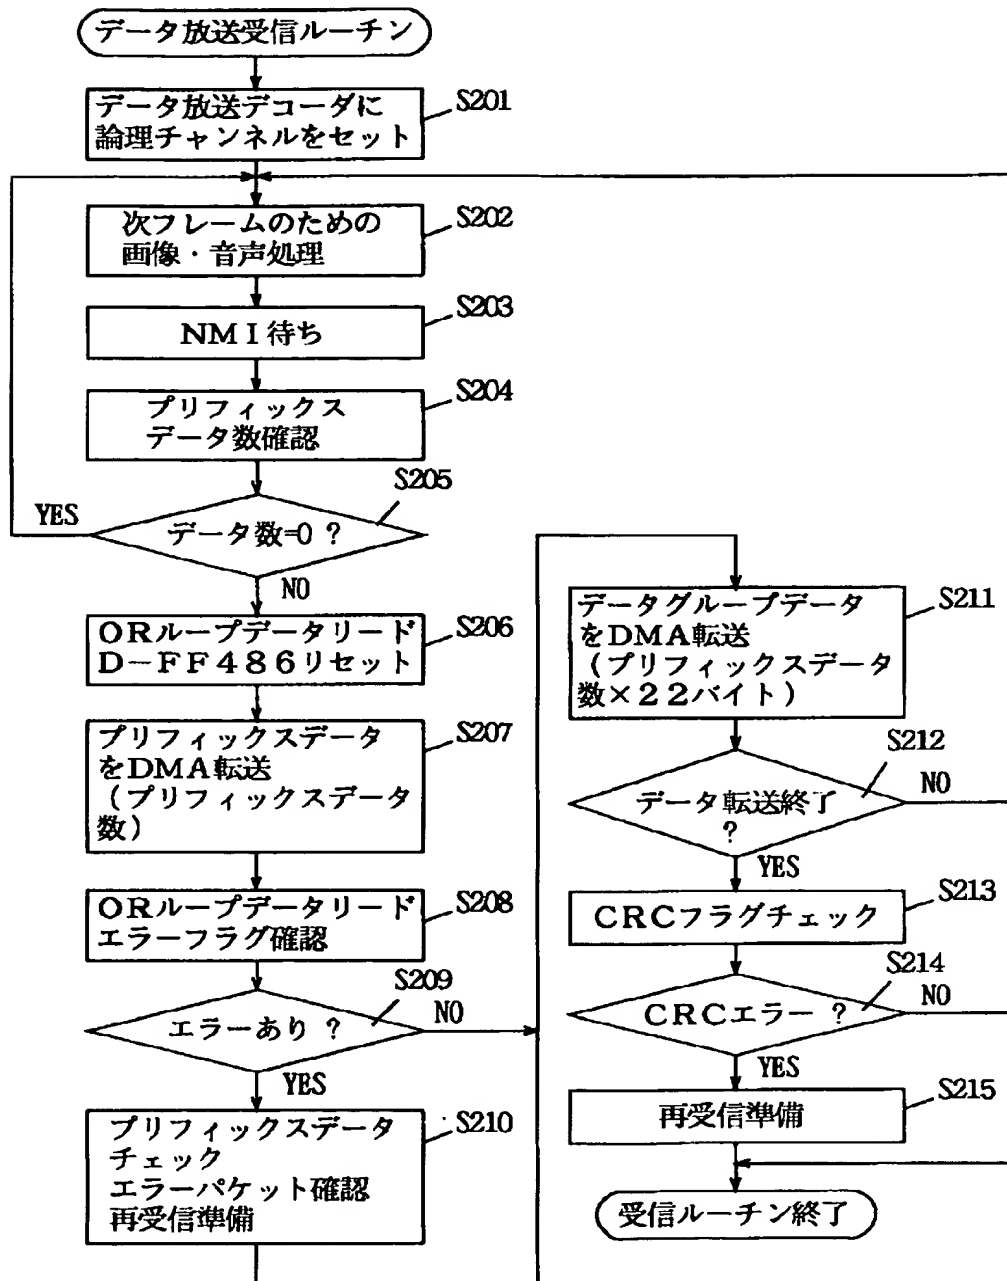 データ放送受信ルーチン
データ放送デコーダに
論理チャンネルをセット
S201
次フレームのための
画像・音声処理
S202
NMI待ち
S203
プリフィックス
データ数確認
S204
データ数=0 ?
S205
YES
NO
ORループデータリード
D-FF486リセット
S206
プリフィックスデータ
をDMA転送
(プリフィックスデータ
数)
S207
ORループデータリード
エラーフラグ確認
S208
エラーあり ?
S209
NO
YES
プリフィックスデータ
チェック
エラーパケット確認
再受信準備
S210
データグループデータ
をDMA転送
(プリフィックスデータ
数×22バイト)
S211
データ転送終了
?
S212
NO
YES
CRCフラグチェック
S213
CRCエラー ?
S214
NO
YES
再受信準備
S215
受信ルーチン終了